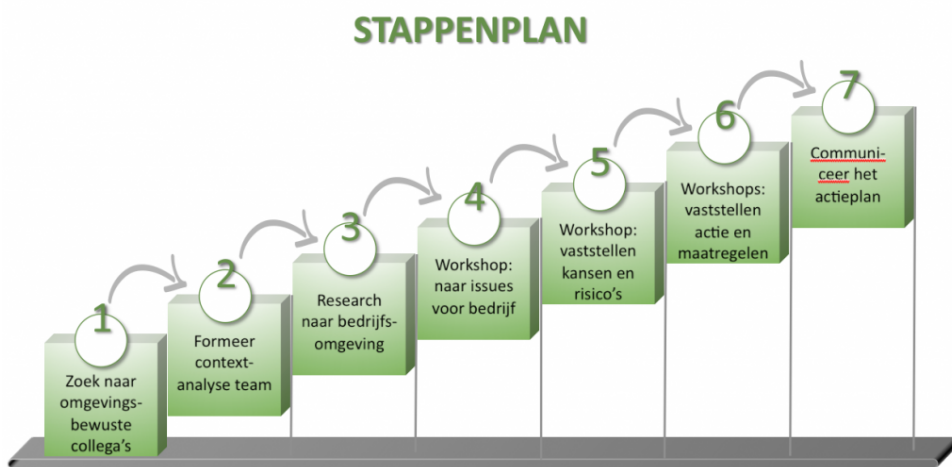 STAPPENPLAN
1
Zoek naar
omgevings-
bewuste
collega's
2
Formeer
context-
analyse team
3
Research
naar bedrijfs-
omgeving
4
Workshop:
naar issues
voor bedrijf
5
Workshop:
vaststellen
kansen en
risico's
6
Workshops:
vaststellen
actie en
maatregelen
7
Communi-
ceer het
actieplan